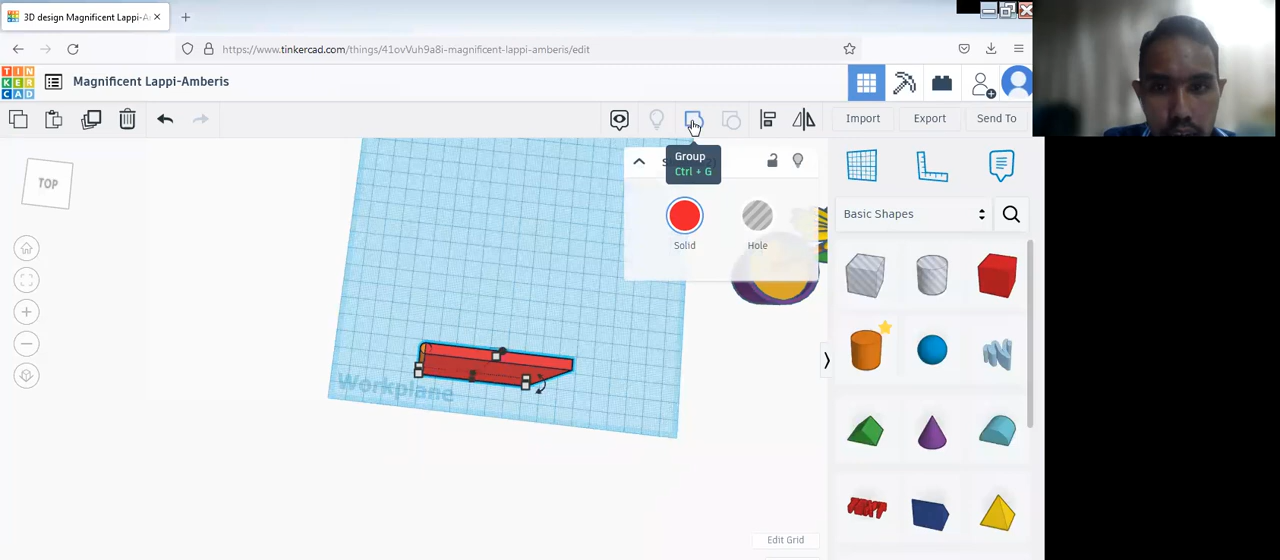 3D design Magnificent Lappi-A
https://www.tinkercad.com/things/41ovVuh9a8i-magnificent-lappi-amberis/edit
TIN
KER
CAD
Magnificent Lappi-Amberis
Import
Export
Send To
Group
Ctrl + G
TOP
Solid
Hole
Basic Shapes
TEXT
Workplane
Edit Grid